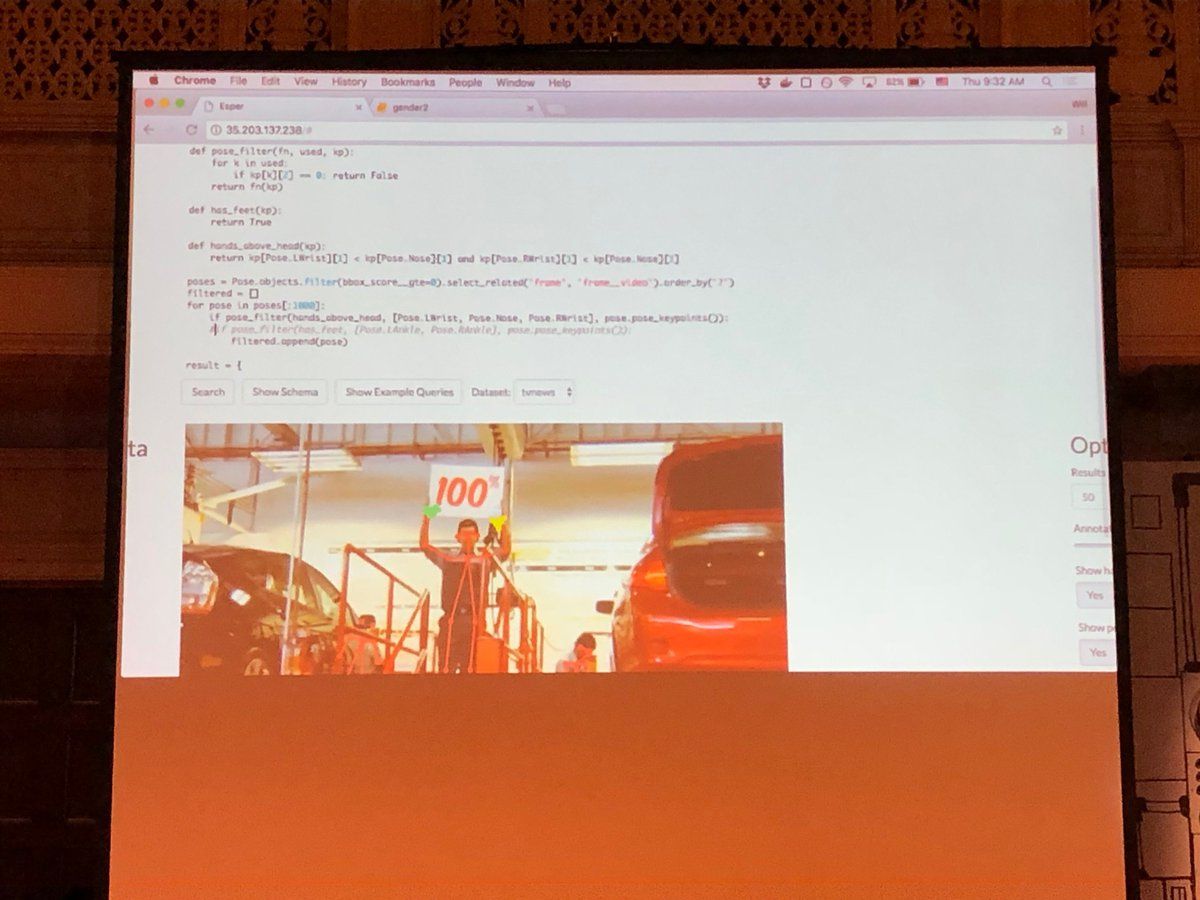 Chrome File Edit View History Bookmarks People Window Help 82% Thu 9:32 AM
Esper gender2 Will
35.203.137.238/#
def pose_filter(fn, used, kp):
for k in used:
if kp[k][2] == 0: return False
return fn(kp)
def has_feet(kp):
return True
def hands_above_head(kp):
return kp[Pose.LWrist][1] < kp[Pose.Nose][1] and kp[Pose.RWrist][1] < kp[Pose.Nose][1]
poses = Pose.objects.filter(bbox_score__gte=0).select_related("frame", "frame__video").order_by("?")
filtered = []
for pose in poses[:1000]:
if pose_filter(hands_above_head, [Pose.LWrist, Pose.Nose, Pose.RWrist], pose.pose_keypoints()):
#if pose_filter(has_feet, [Pose.LAnkle, Pose.RAnkle], pose.pose_keypoints()):
filtered.append(pose)
result = {
Search Show Schema Show Example Queries Dataset: tvnews
ta
100%
Opt
Results
50
Annota
Show ha
Yes
Show po
Yes